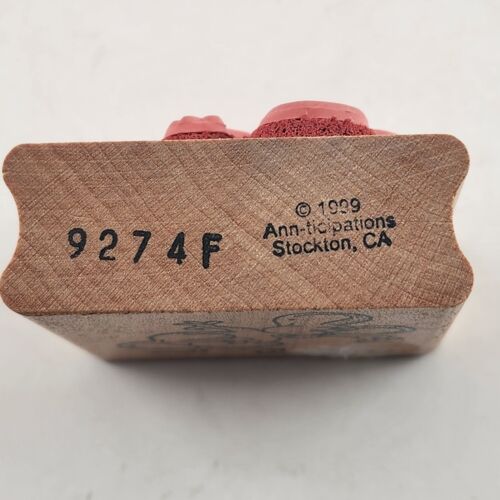 9274F
© 1999
Ann-ticipations
Stockton, CA